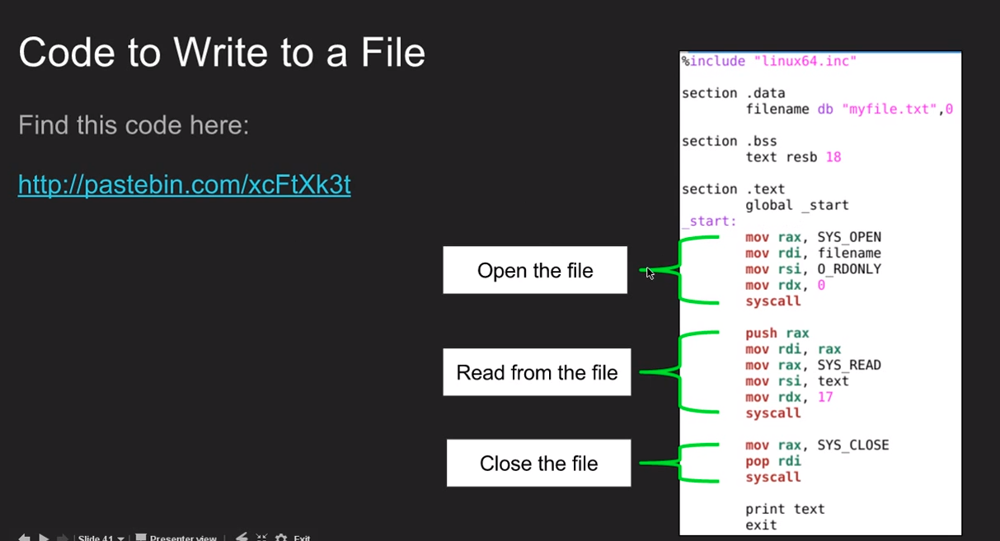 Code to Write to a File
Find this code here:
http://pastebin.com/xcFtXk3t
Open the file
Read from the file
Close the file
%include "linux64.inc"
section .data
filename db "myfile.txt",0
section .bss
text resb 18
section .text
global _start
_start:
mov rax, SYS_OPEN
mov rdi, filename
mov rsi, O_RDONLY
mov rdx, 0
syscall
push rax
mov rdi, rax
mov rax, SYS_READ
mov rsi, text
mov rdx, 17
syscall
mov rax, SYS_CLOSE
pop rdi
syscall
print text
exit
Slide 41
Presenter view
Exit